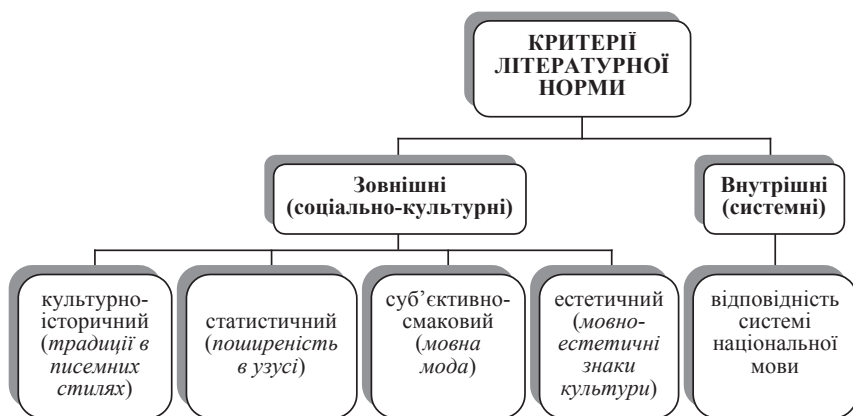 КРИТЕРІЇ
ЛІТЕРАТУРНОЇ
НОРМИ
Зовнішні
(соціально-культурні)
Внутрішні
(системні)
культурно-
історичний
(традиції в
писемних
стилях)
статистичний
(поширеність
в узусі)
суб’єктивно-
смаковий
(мовна
мода)
естетичний
(мовно-
естетичні
знаки
культури)
відповідність
системі
національної
мови